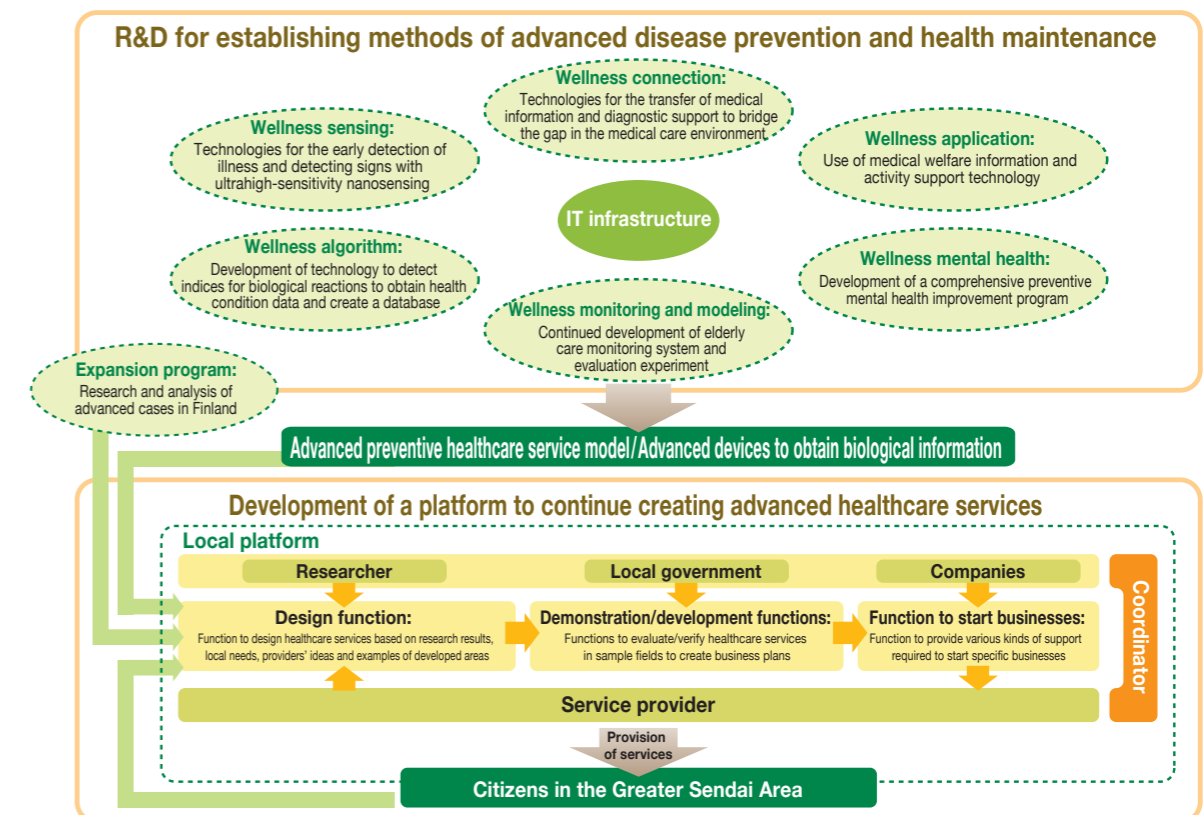 R&D for establishing methods of advanced disease prevention and health maintenance
Wellness connection:
Technologies for the transfer of medical
information and diagnostic support to bridge
the gap in the medical care environment
Wellness sensing:
Technologies for the early detection of
illness and detecting signs with
ultrahigh-sensitivity nanosensing
Wellness application:
Use of medical welfare information and
activity support technology
IT infrastructure
Wellness algorithm:
Development of technology to detect
indices for biological reactions to obtain health
condition data and create a database
Wellness mental health:
Development of a comprehensive preventive
mental health improvement program
Wellness monitoring and modeling:
Continued development of elderly
care monitoring system and
evaluation experiment
Expansion program:
Research and analysis of
advanced cases in Finland
Advanced preventive healthcare service model/Advanced devices to obtain biological information
Development of a platform to continue creating advanced healthcare services
Local platform
Researcher
Local government
Companies
Design function:
Function to design healthcare services based on research results,
local needs, providers' ideas and examples of developed areas
Demonstration/development functions:
Functions to evaluate/verify healthcare services
in sample fields to create business plans
Function to start businesses:
Function to provide various kinds of support
required to start specific businesses
Coordinator
Service provider
Provision
of services
Citizens in the Greater Sendai Area